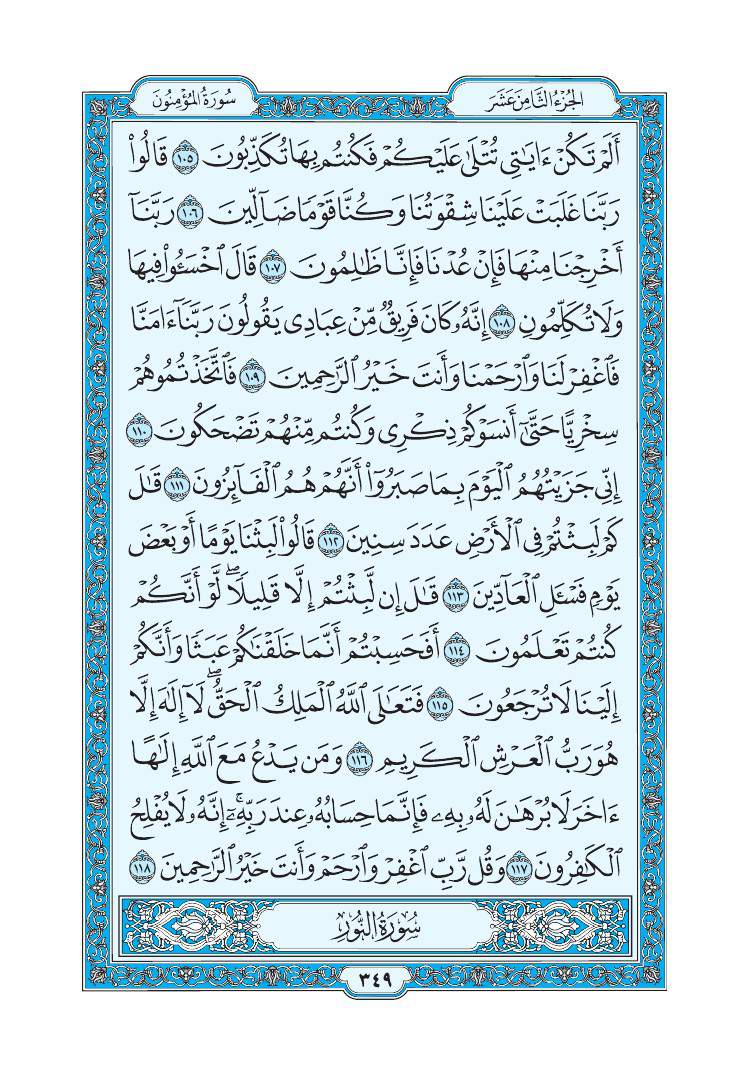 الجزء الثامن عشر
سورة المؤمنون
أَلَمۡ تَكُنۡ ءَايَٰتِي تُتۡلَىٰ عَلَيۡكُمۡ فَكُنتُم بِهَا تُكَذِّبُونَ ١٠٥ قَالُواْ
رَبَّنَا غَلَبَتۡ عَلَيۡنَا شِقۡوَتُنَا وَكُنَّا قَوۡمٗا ضَآلِّينَ ١٠٦ رَبَّنَآ
أَخۡرِجۡنَا مِنۡهَا فَإِنۡ عُدۡنَا فَإِنَّا ظَٰلِمُونَ ١٠٧ قَالَ ٱخۡسَـُٔواْ فِيهَا
وَلَا تُكَلِّمُونِ ١٠٨ إِنَّهُۥ كَانَ فَرِيقٞ مِّنۡ عِبَادِي يَقُولُونَ رَبَّنَآ ءَامَنَّا
فَٱغۡفِرۡ لَنَا وَٱرۡحَمۡنَا وَأَنتَ خَيۡرُ ٱلرَّٰحِمِينَ ١٠٩ فَٱتَّخَذۡتُمُوهُمۡ
سِخۡرِيًّا حَتَّىٰٓ أَنسَوۡكُمۡ ذِكۡرِي وَكُنتُم مِّنۡهُمۡ تَضۡحَكُونَ ١١٠
إِنِّي جَزَيۡتُهُمُ ٱلۡيَوۡمَ بِمَا صَبَرُوٓاْ أَنَّهُمۡ هُمُ ٱلۡفَآئِزُونَ ١١١ قَٰلَ
كَمۡ لَبِثۡتُمۡ فِي ٱلۡأَرۡضِ عَدَدَ سِنِينَ ١١٢ قَالُواْ لَبِثۡنَا يَوۡمًا أَوۡ بَعۡضَ
يَوۡمٖ فَسۡـَٔلِ ٱلۡعَآدِّينَ ١١٣ قَٰلَ إِن لَّبِثۡتُمۡ إِلَّا قَلِيلٗاۖ لَّوۡ أَنَّكُمۡ
كُنتُمۡ تَعۡلَمُونَ ١١٤ أَفَحَسِبۡتُمۡ أَنَّمَا خَلَقۡنَٰكُمۡ عَبَثٗا وَأَنَّكُمۡ
إِلَيۡنَا لَا تُرۡجَعُونَ ١١٥ فَتَعَٰلَى ٱللَّهُ ٱلۡمَلِكُ ٱلۡحَقُّۖ لَآ إِلَٰهَ إِلَّا
هُوَ رَبُّ ٱلۡعَرۡشِ ٱلۡكَرِيمِ ١١٦ وَمَن يَدۡعُ مَعَ ٱللَّهِ إِلَٰهًا
ءَاخَرَ لَا بُرۡهَٰنَ لَهُۥ بِهِۦ فَإِنَّمَا حِسَابُهُۥ عِندَ رَبِّهِۦٓۚ إِنَّهُۥ لَا يُفۡلِحُ
ٱلۡكَٰفِرُونَ ١١٧ وَقُل رَّبِّ ٱغۡفِرۡ وَٱرۡحَمۡ وَأَنتَ خَيۡرُ ٱلرَّٰحِمِينَ ١١٨
سُورَةُ النُّورِ
٣٤٩